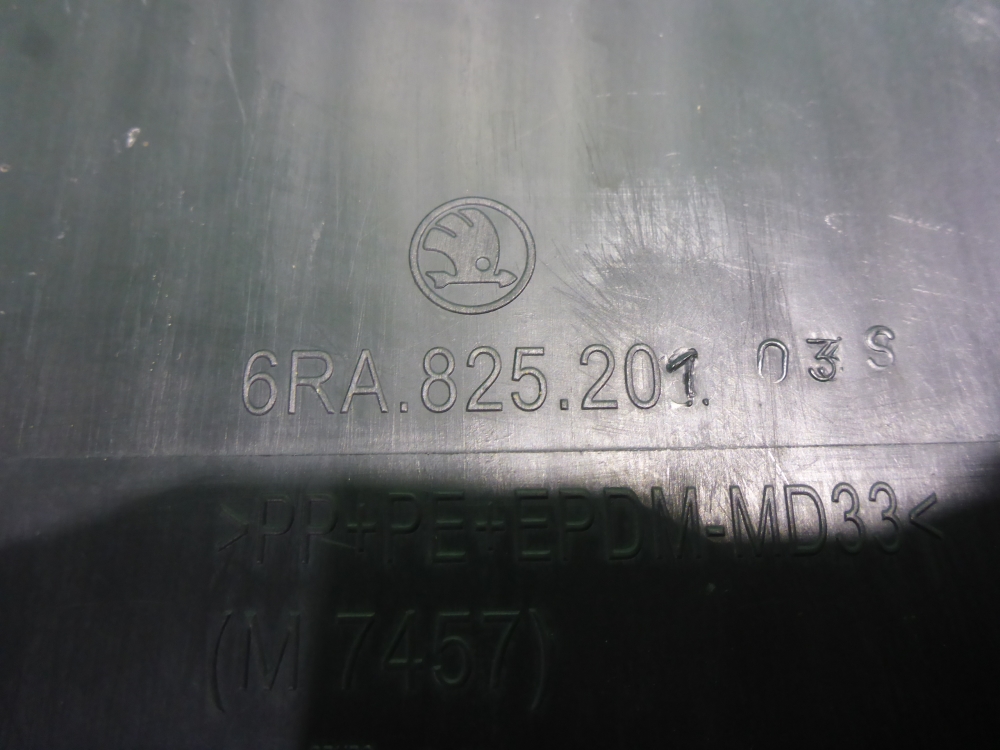 6RA.825.201. 03 S
>PP+PE+EPDM-MD33<
(M 7457)